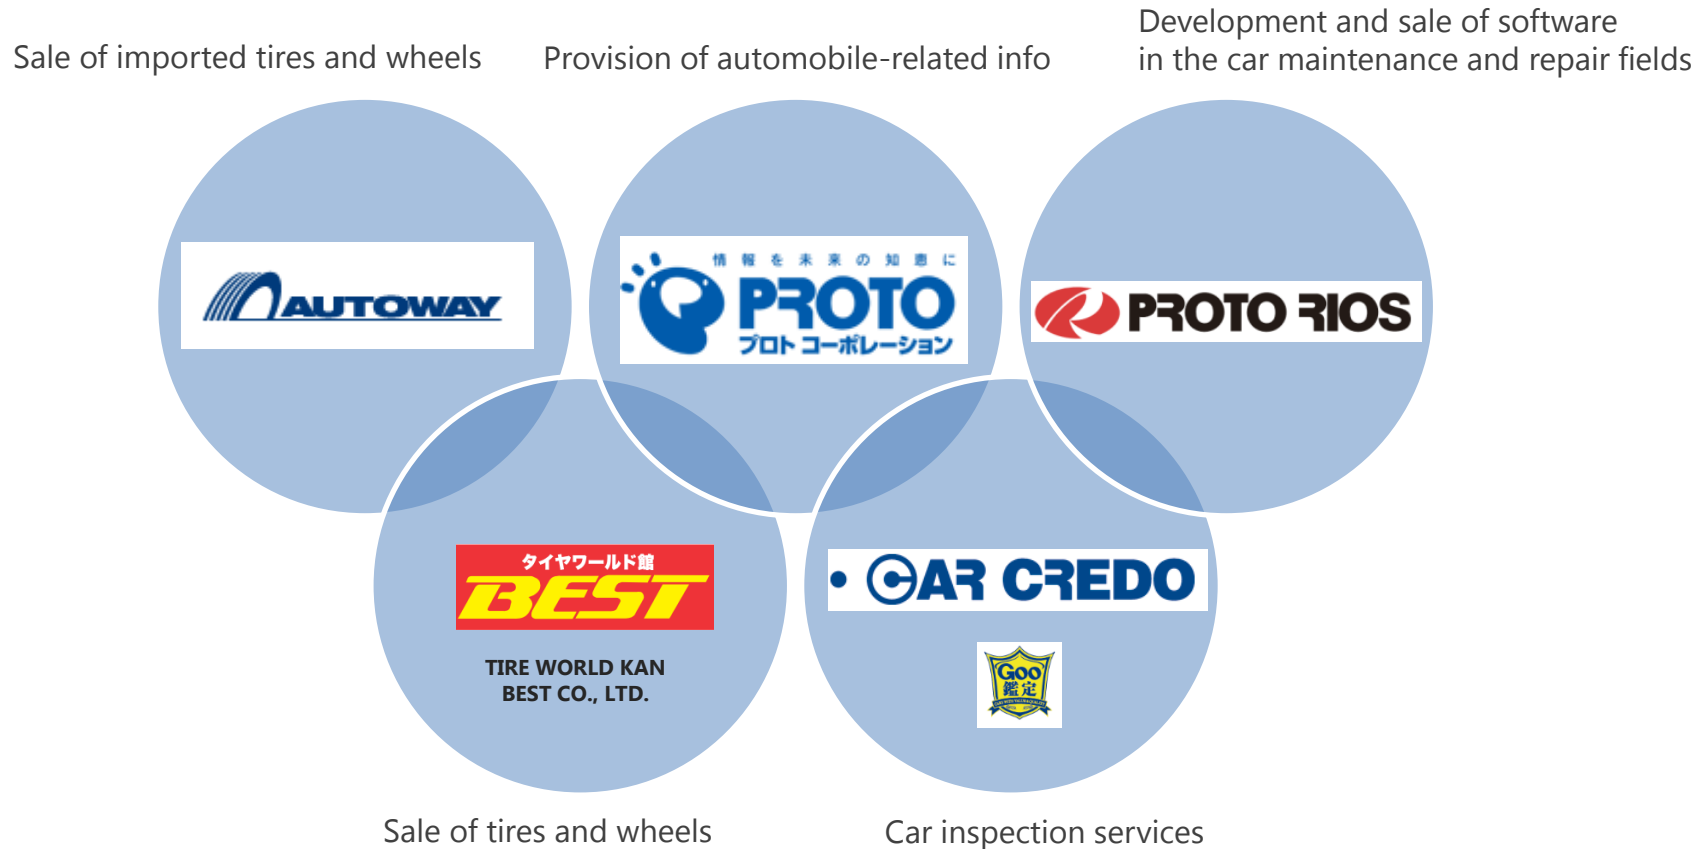 Development and sale of software
in the car maintenance and repair fields
Sale of imported tires and wheels
Provision of automobile-related info
AUTOWAY
情報を未来の知恵に
PROTO
プロト コーポレーション
PROTO RIOS
タイヤワールド館
BEST
TIRE WORLD KAN
BEST CO., LTD.
CAR CREDO
Goo
鑑定
Sale of tires and wheels
Car inspection services